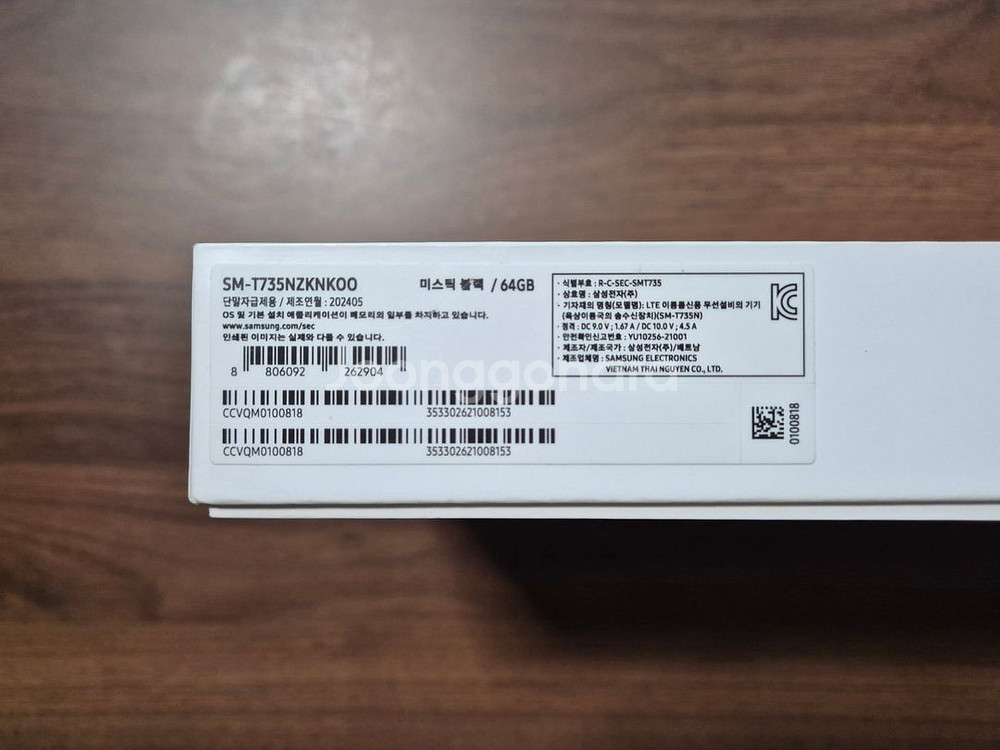 SM-T735NZKNKOO 미스틱 블랙 / 64GB
단말자급제용 / 제조연월 : 202405
OS 및 기본 설치 애플리케이션이 메모리의 일부를 차지하고 있습니다.
www.samsung.com/sec
인쇄된 이미지는 실제와 다를 수 있습니다.
8 806092 262904
CCVQM0100818 353302621008153
CCVQM0100818 353302621008153
· 식별부호 : R-C-SEC-SMT735
· 상호명 : 삼성전자(주)
· 기자재의 명칭(모델명): LTE 이동통신용 무선설비의 기기
(육상이동국의 송수신장치)(SM-T735N)
· 정격 : DC 9.0 V ; 1.67 A / DC 10.0 V ; 4.5 A
· 안전확인신고번호 : YU10256-21001
· 제조자/제조국가 : 삼성전자(주)/베트남
· 제조업체명 : SAMSUNG ELECTRONICS
VIETNAM THAI NGUYEN CO., LTD.
0100818
Joonggonara